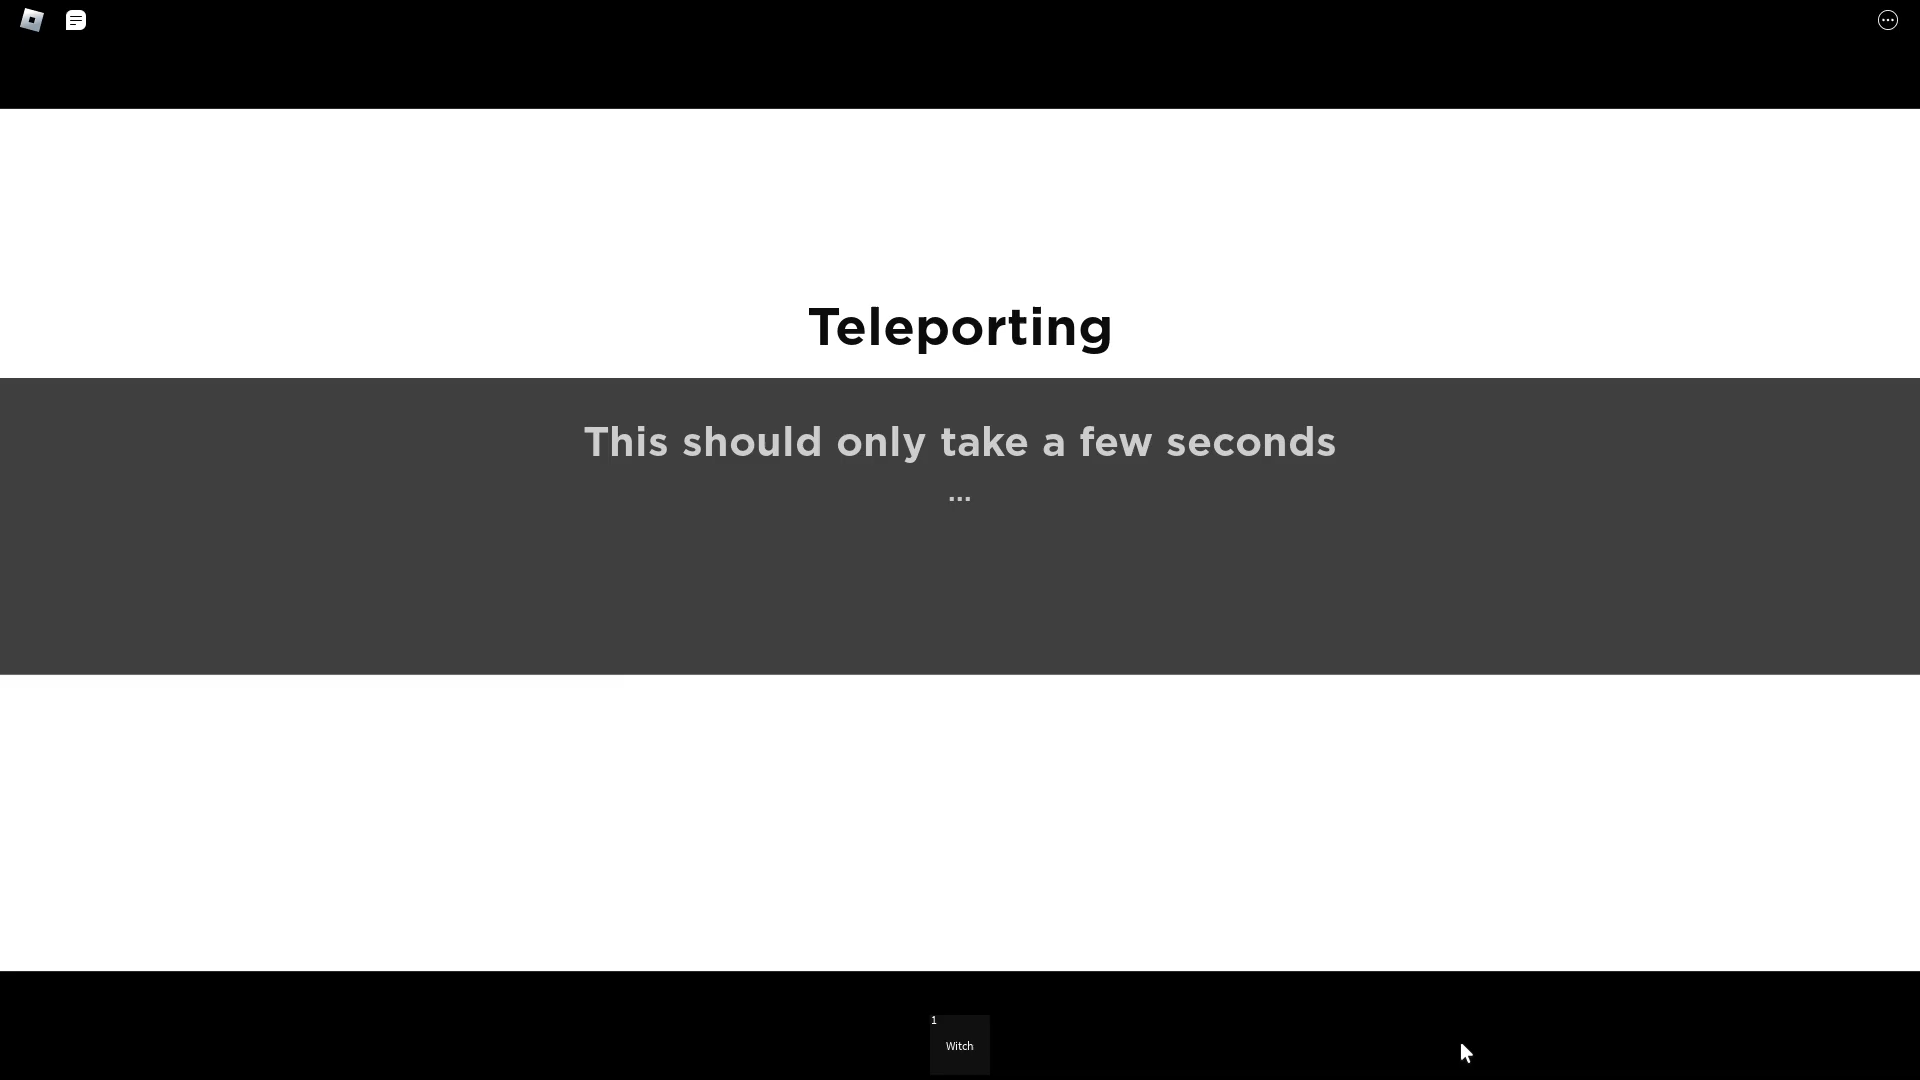 Teleporting
This should only take a few seconds
...
1
Witch